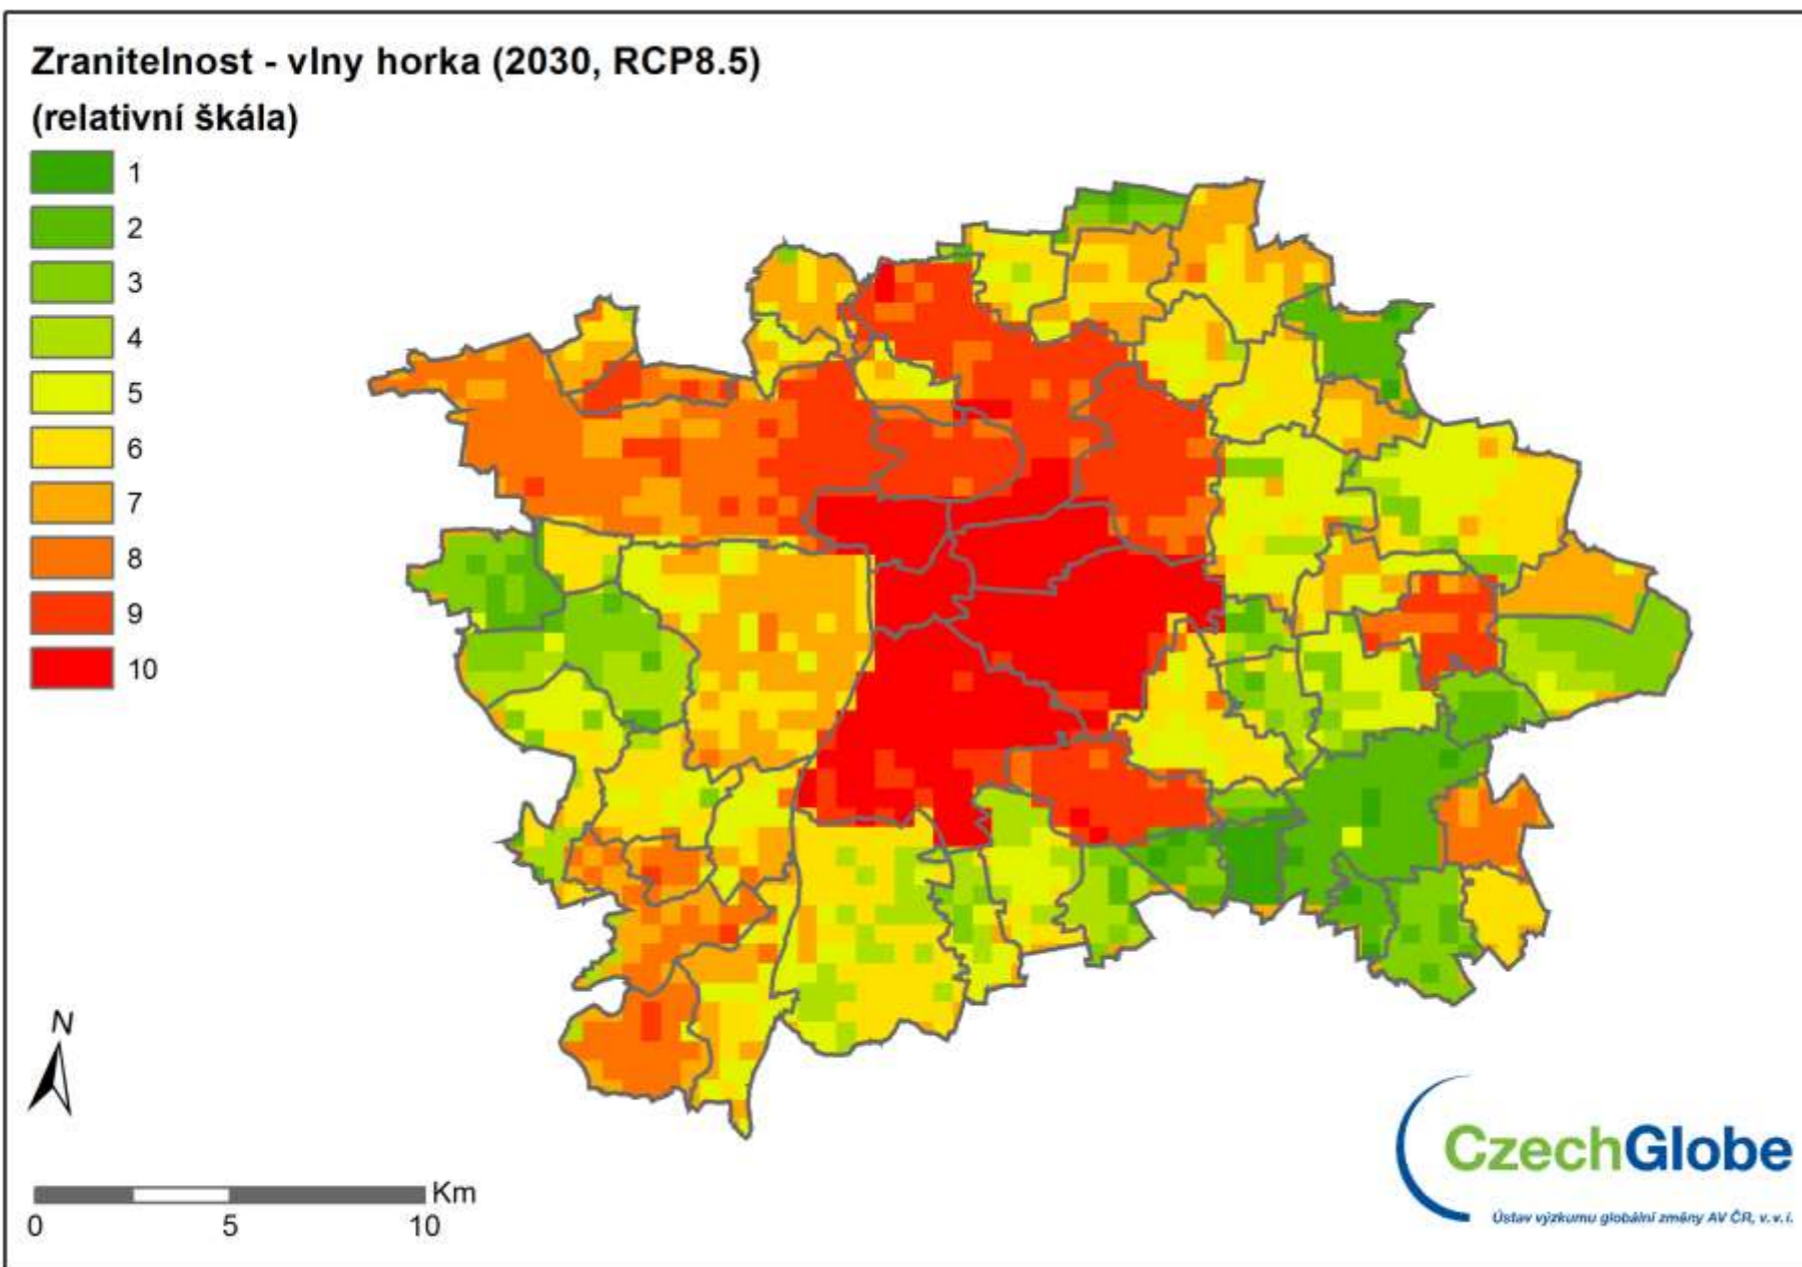 Zranitelnost - vlny horka (2030, RCP8.5)
(relativní škála)
1
2
3
4
5
6
7
8
9
10
N
Km
0 5 10
CzechGlobe
Ústav výzkumu globální změny AV ČR, v. v. i.